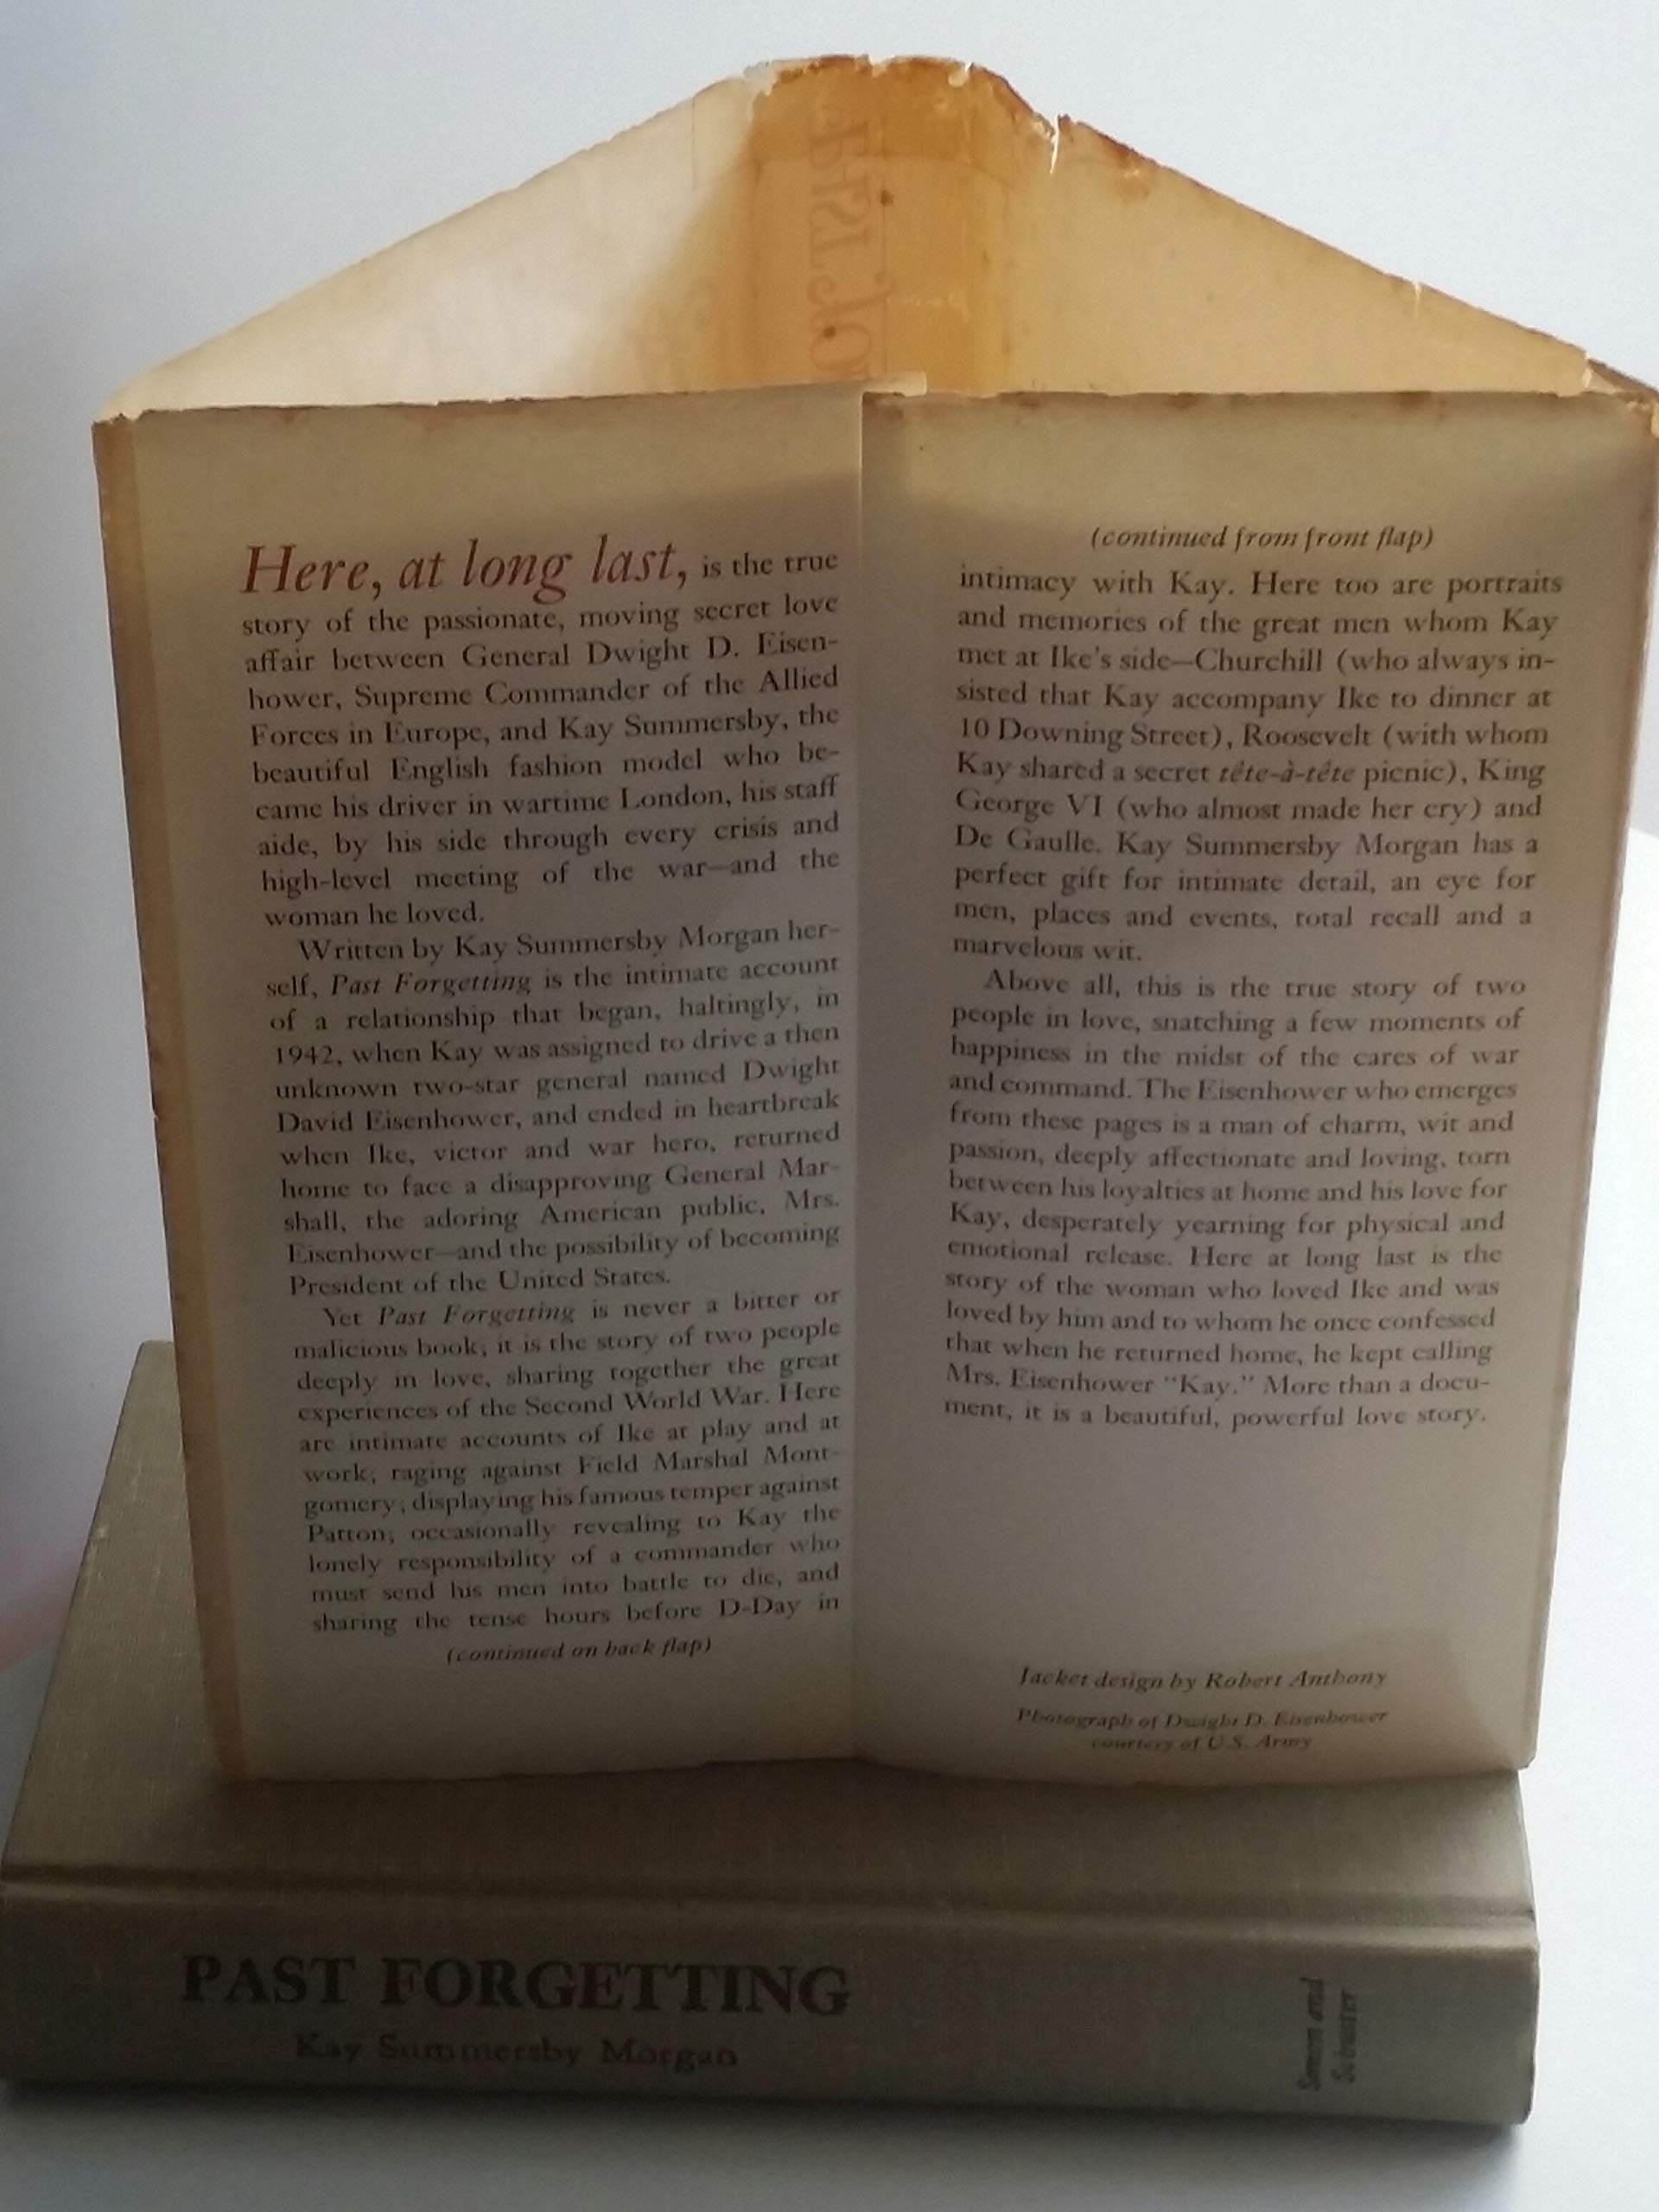 Here, at long last, is the true
story of the passionate, moving secret love
affair between General Dwight D. Eisen-
hower, Supreme Commander of the Allied
Forces in Europe, and Kay Summersby, the
beautiful English fashion model who be-
came his driver in wartime London, his staff
aide, by his side through every crisis and
high-level meeting of the war—and the
woman he loved.
Written by Kay Summersby Morgan her-
self, Past Forgetting is the intimate account
of a relationship that began, haltingly, in
1942, when Kay was assigned to drive a then
unknown two-star general named Dwight
David Eisenhower, and ended in heartbreak
when Ike, victor and war hero, returned
home to face a disapproving General Mar-
shall, the adoring American public, Mrs.
Eisenhower—and the possibility of becoming
President of the United States.
Yet Past Forgetting is never a bitter or
malicious book; it is the story of two people
deeply in love, sharing together the great
experiences of the Second World War. Here
are intimate accounts of Ike at play and at
work; raging against Field Marshal Mont-
gomery; displaying his famous temper against
Patton; occasionally revealing to Kay the
lonely responsibility of a commander who
must send his men into battle to die, and
sharing the tense hours before D-Day in
(continued on back flap)
(continued from front flap)
intimacy with Kay. Here too are portraits
and memories of the great men whom Kay
met at Ike's side—Churchill (who always in-
sisted that Kay accompany Ike to dinner at
10 Downing Street), Roosevelt (with whom
Kay shared a secret tête-à-tête picnic), King
George VI (who almost made her cry) and
De Gaulle. Kay Summersby Morgan has a
perfect gift for intimate detail, an eye for
men, places and events, total recall and a
marvelous wit.
Above all, this is the true story of two
people in love, snatching a few moments of
happiness in the midst of the cares of war
and command. The Eisenhower who emerges
from these pages is a man of charm, wit and
passion, deeply affectionate and loving, torn
between his loyalties at home and his love for
Kay, desperately yearning for physical and
emotional release. Here at long last is the
story of the woman who loved Ike and was
loved by him and to whom he once confessed
that when he returned home, he kept calling
Mrs. Eisenhower "Kay." More than a docu-
ment, it is a beautiful, powerful love story.
Jacket design by Robert Anthony
Photograph of Dwight D. Eisenhower
courtesy of U.S. Army
PAST FORGETTING
Kay Summersby Morgan
Simon and
Schuster